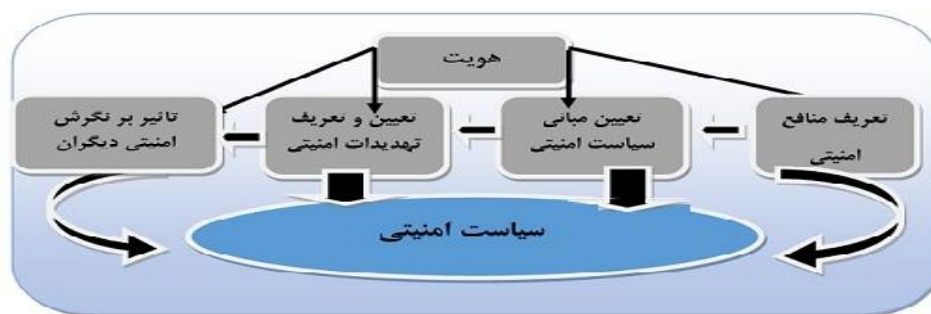 هویت
تعریف منافع
امنیتی
تعیین مبانی
سیاست امنیتی
تعیین و تعریف
تهدیدات امنیتی
تاثیر بر نگرش
امنیتی دیگران
سیاست امنیتی